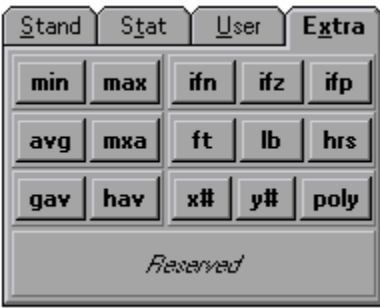 Stand Stat User Extra
min max ifn ifz ifp
avg mxa ft lb hrs
gav hav x# y# poly
Reserved